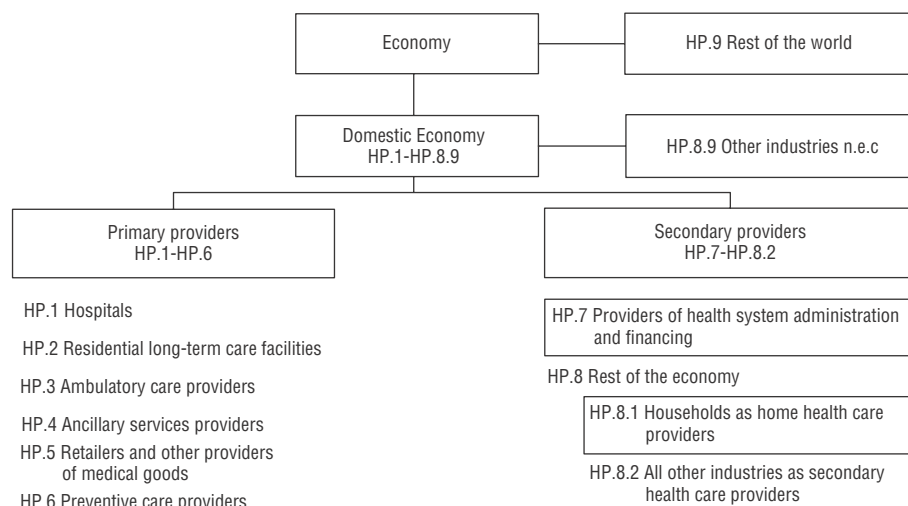 Economy
HP.9 Rest of the world
Domestic Economy
HP.1-HP.8.9
HP.8.9 Other industries n.e.c
Primary providers
HP.1-HP.6
Secondary providers
HP.7-HP.8.2
HP.1 Hospitals
HP.2 Residential long-term care facilities
HP.3 Ambulatory care providers
HP.4 Ancillary services providers
HP.5 Retailers and other providers
of medical goods
HP.6 Preventive care providers
HP.7 Providers of health system administration
and financing
HP.8 Rest of the economy
HP.8.1 Households as home health care
providers
HP.8.2 All other industries as secondary
health care providers